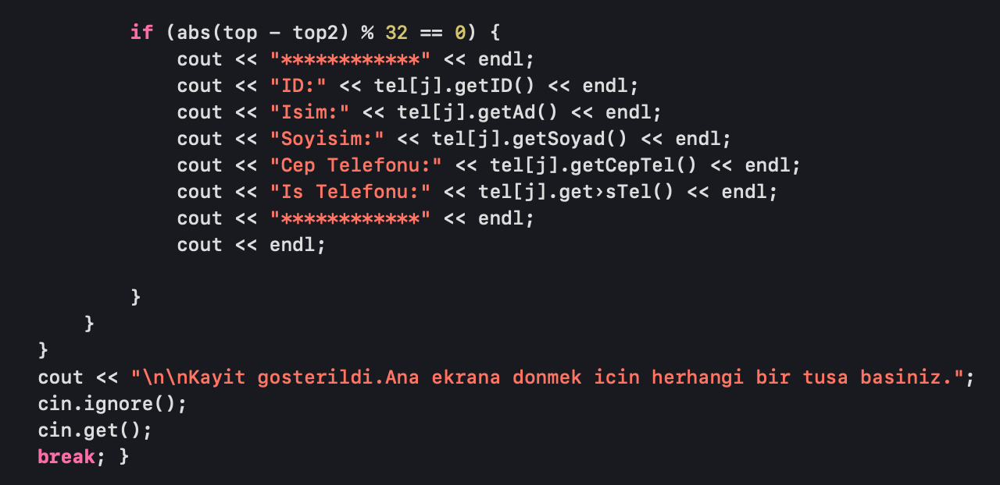 if (abs(top - top2) % 32 == 0) {
cout << "************" << endl;
cout << "ID:" << tel[j].getID() << endl;
cout << "Isim:" << tel[j].getAd() << endl;
cout << "Soyisim:" << tel[j].getSoyad() << endl;
cout << "Cep Telefonu:" << tel[j].getCepTel() << endl;
cout << "Is Telefonu:" << tel[j].get›sTel() << endl;
cout << "************" << endl;
cout << endl;
}
}
}
cout << "\n\nKayit gosterildi.Ana ekrana donmek icin herhangi bir tusa basiniz.";
cin.ignore();
cin.get();
break; }